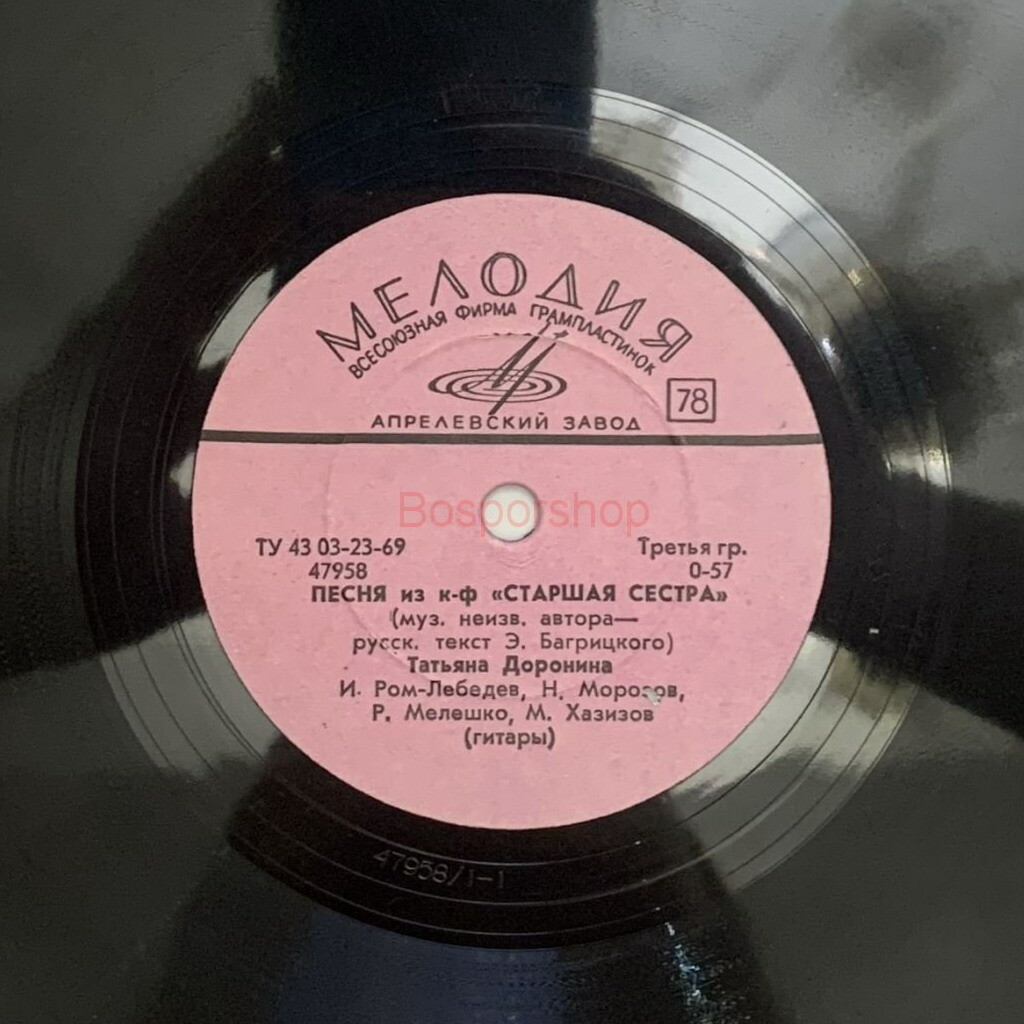 МЕЛОДИЯ
ВСЕСОЮЗНАЯ ФИРМА ГРАМПЛАСТИНОК
78
АПРЕЛЕВСКИЙ ЗАВОД
Bosporshop
ТУ 43 03-23-69 Третья гр.
47958 0-57
ПЕСНЯ из к-ф «СТАРШАЯ СЕСТРА»
(муз. неизв. автора—
русск. текст Э. Багрицкого)
Татьяна Доронина
И. Ром-Лебедев, Н. Морозов,
Р. Мелешко, М. Хазизов
(гитары)
47958/1-1